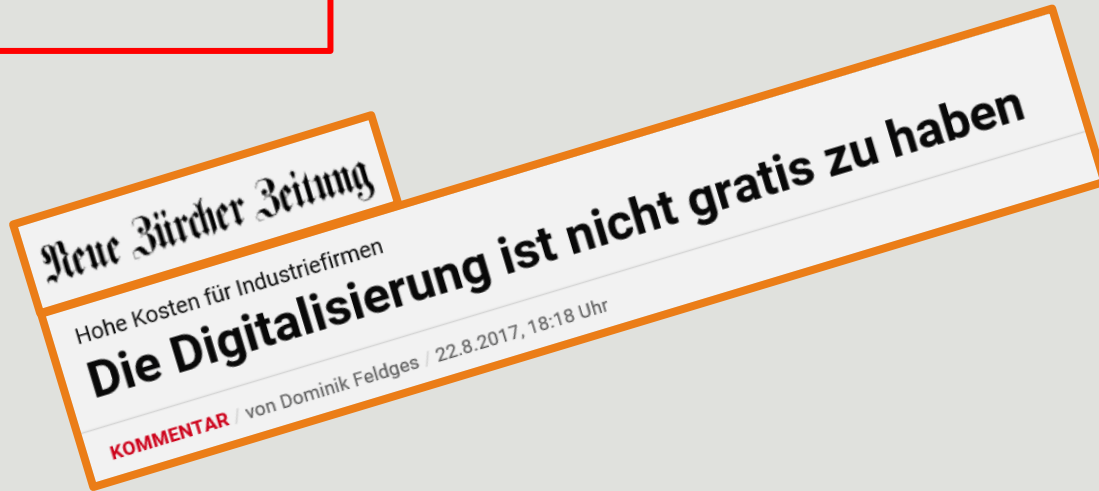 Neue Zürcher Zeitung
Hohe Kosten für Industriefirmen
Die Digitalisierung ist nicht gratis zu haben
KOMMENTAR / von Dominik Feldges / 22.8.2017, 18:18 Uhr